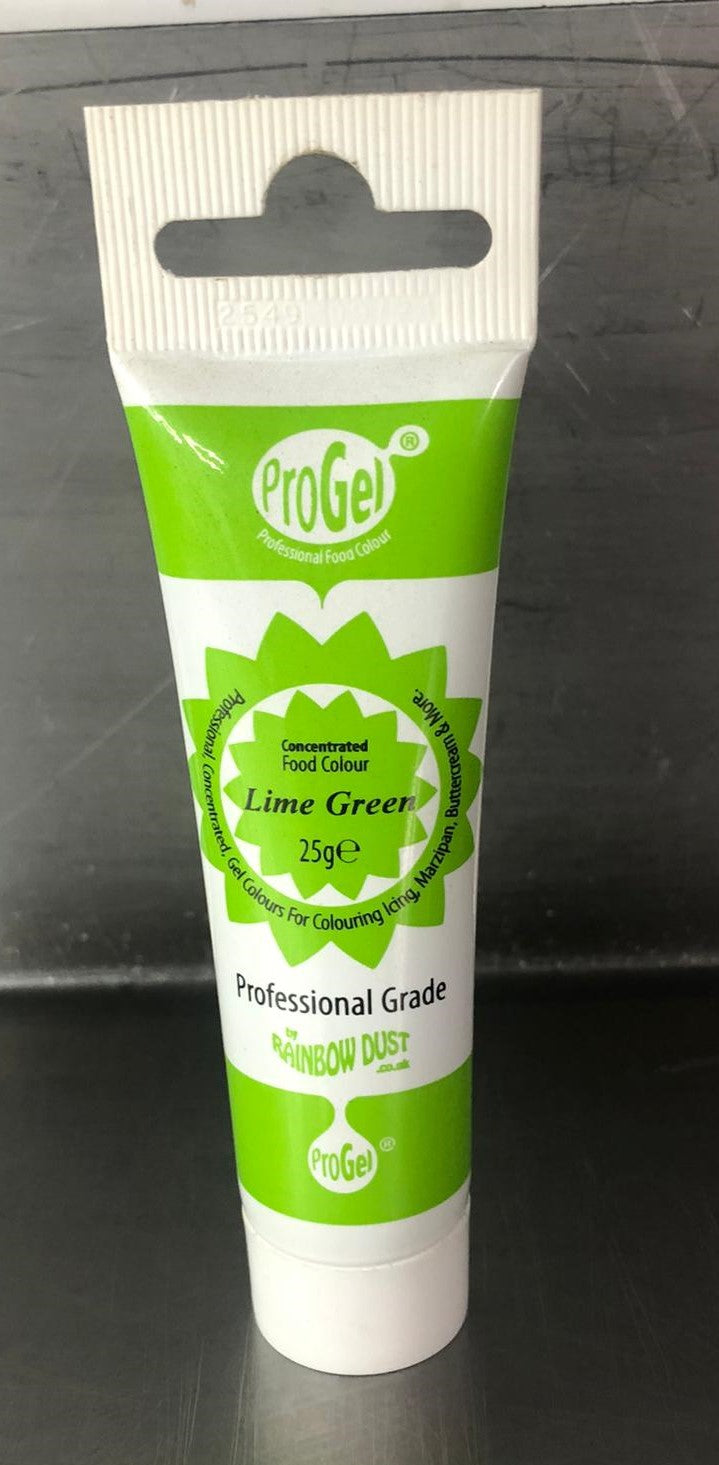 2549
ProGel®
Professional Food Colour
Concentrated
Food Colour
Lime Green
25g℮
Professional, Concentrated, Gel Colours For Colouring Icing, Marzipan, Buttercream & More.
Professional Grade
by
RAINBOW DUST
.co.uk
ProGel®